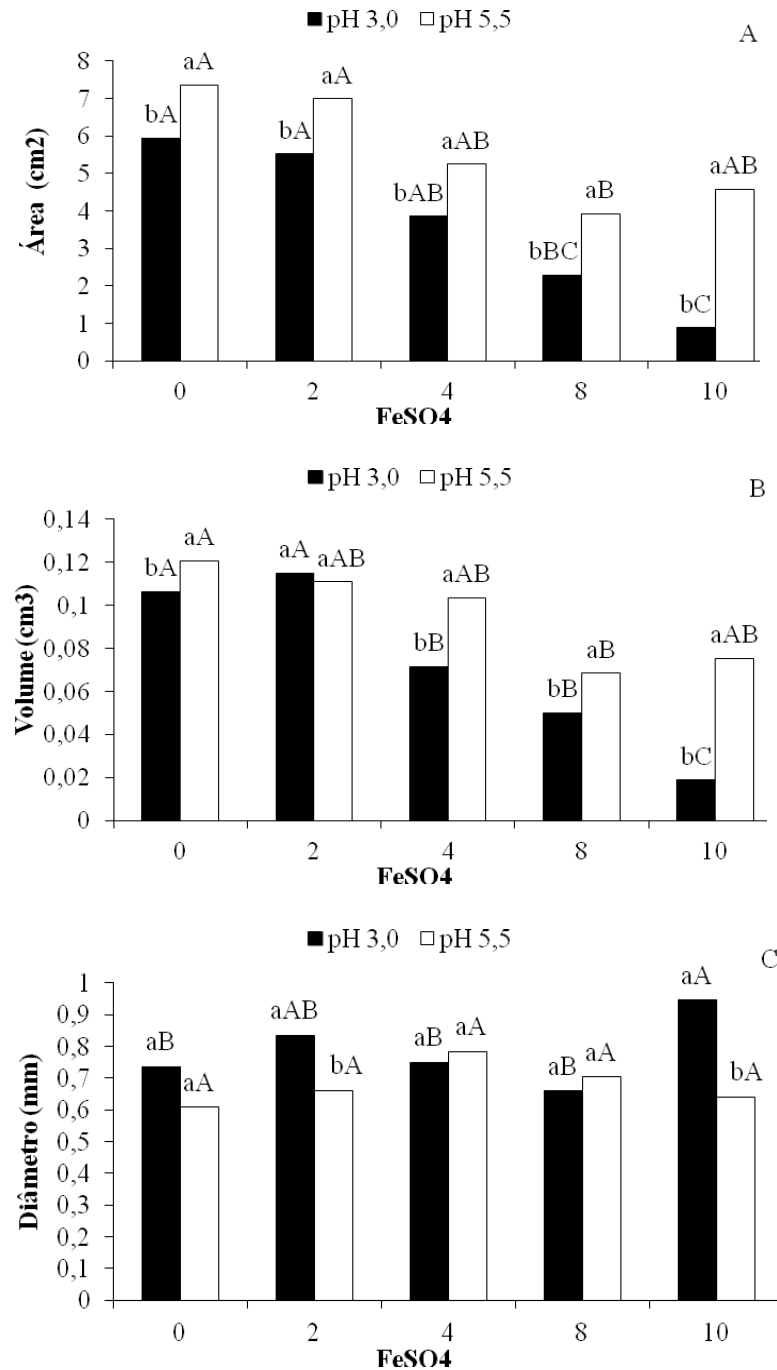 pH 3,0 pH 5,5
A
Área (cm2)
8
7
6
5
4
3
2
1
0
bA aA
bA aA
bAB aAB
bBC aB
bC aAB
0 2 4 8 10
FeSO4
pH 3,0 pH 5,5
B
Volume (cm3)
0,14
0,12
0,1
0,08
0,06
0,04
0,02
0
bA aA
aA aAB
bB aAB
bB aB
bC aAB
0 2 4 8 10
FeSO4
pH 3,0 pH 5,5
C
Diâmetro (mm)
1
0,9
0,8
0,7
0,6
0,5
0,4
0,3
0,2
0,1
0
aB aA
aAB bA
aB aA
aB aA
aA bA
0 2 4 8 10
FeSO4